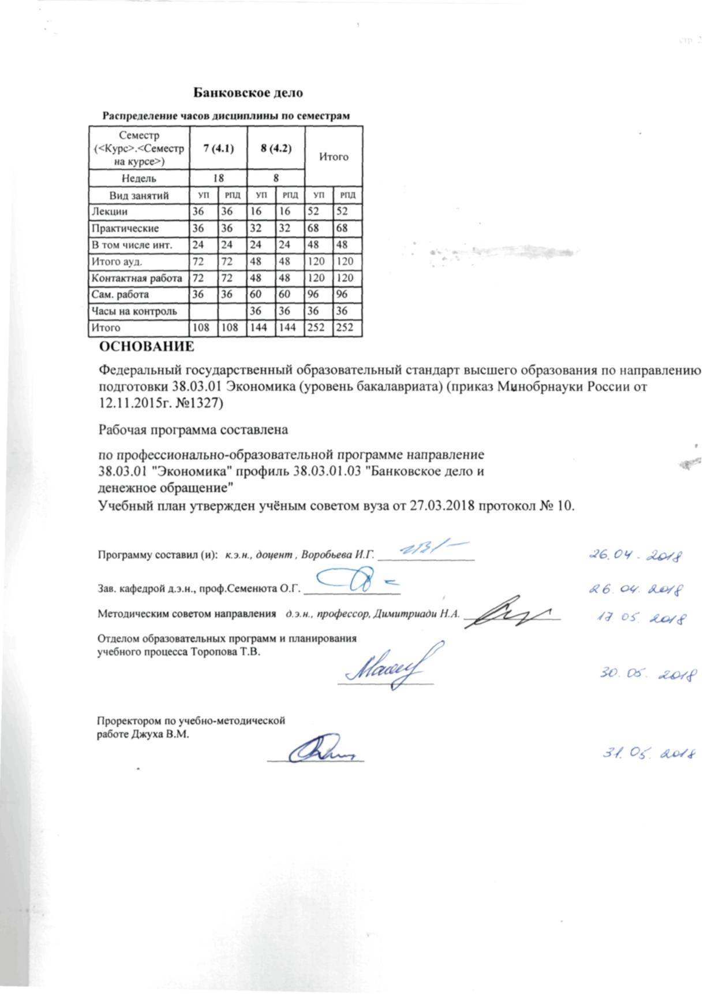 стр. 2
Банковское дело
Распределение часов дисциплины по семестрам
Семестр (<Курс>.<Семестр на курсе>) 7 (4.1) 8 (4.2) Итого
Недель 18 8
Вид занятий УП РПД УП РПД УП РПД
Лекции 36 36 16 16 52 52
Практические 36 36 32 32 68 68
В том числе инт. 24 24 24 24 48 48
Итого ауд. 72 72 48 48 120 120
Контактная работа 72 72 48 48 120 120
Сам. работа 36 36 60 60 96 96
Часы на контроль 36 36 36 36
Итого 108 108 144 144 252 252
ОСНОВАНИЕ
Федеральный государственный образовательный стандарт высшего образования по направлению
подготовки 38.03.01 Экономика (уровень бакалавриата) (приказ Минобрнауки России от
12.11.2015г. №1327)
Рабочая программа составлена
по профессионально-образовательной программе направление
38.03.01 "Экономика" профиль 38.03.01.03 "Банковское дело и
денежное обращение"
Учебный план утвержден учёным советом вуза от 27.03.2018 протокол № 10.
Программу составил (и): к.э.н., доцент , Воробьева И.Г. 26.04.2018
Зав. кафедрой д.э.н., проф.Семенюта О.Г. 26.04.2018
Методическим советом направления д.э.н., профессор, Димитриади Н.А. 17.05.2018
Отделом образовательных программ и планирования
учебного процесса Торопова Т.В.
30.05.2018
Проректором по учебно-методической
работе Джуха В.М.
31.05.2018